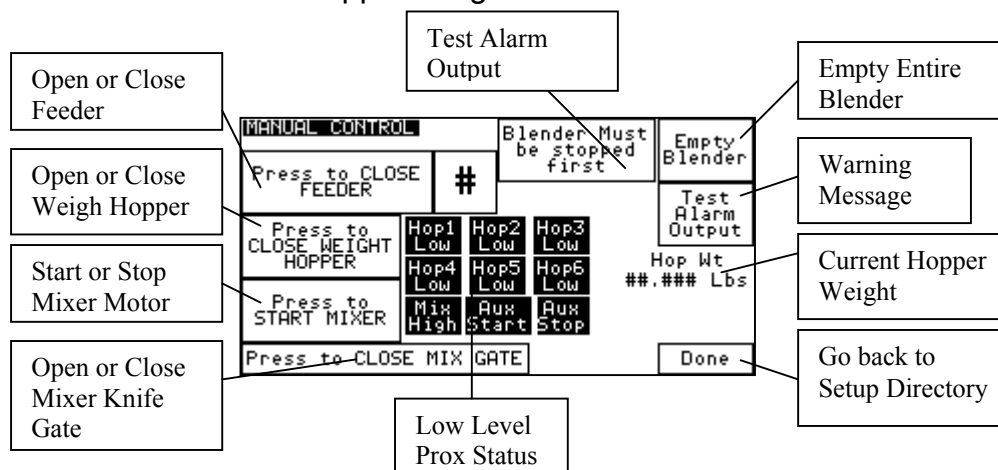 Test Alarm
Output
Open or Close
Feeder
Empty Entire
Blender
MANUAL CONTROL
Blender Must
be stopped
first
Empty
Blender
Press to CLOSE
FEEDER
#
Open or Close
Weigh Hopper
Warning
Message
Test
Alarm
Output
Press to
CLOSE WEIGHT
HOPPER
Hop1
Low
Hop2
Low
Hop3
Low
Hop4
Low
Hop5
Low
Hop6
Low
Mix
High
Aux
Start
Aux
Stop
Hop Wt
##.### Lbs
Current Hopper
Weight
Start or Stop
Mixer Motor
Press to
START MIXER
Open or Close
Mixer Knife
Gate
Press to CLOSE MIX GATE
Done
Go back to
Setup Directory
Low Level
Prox Status